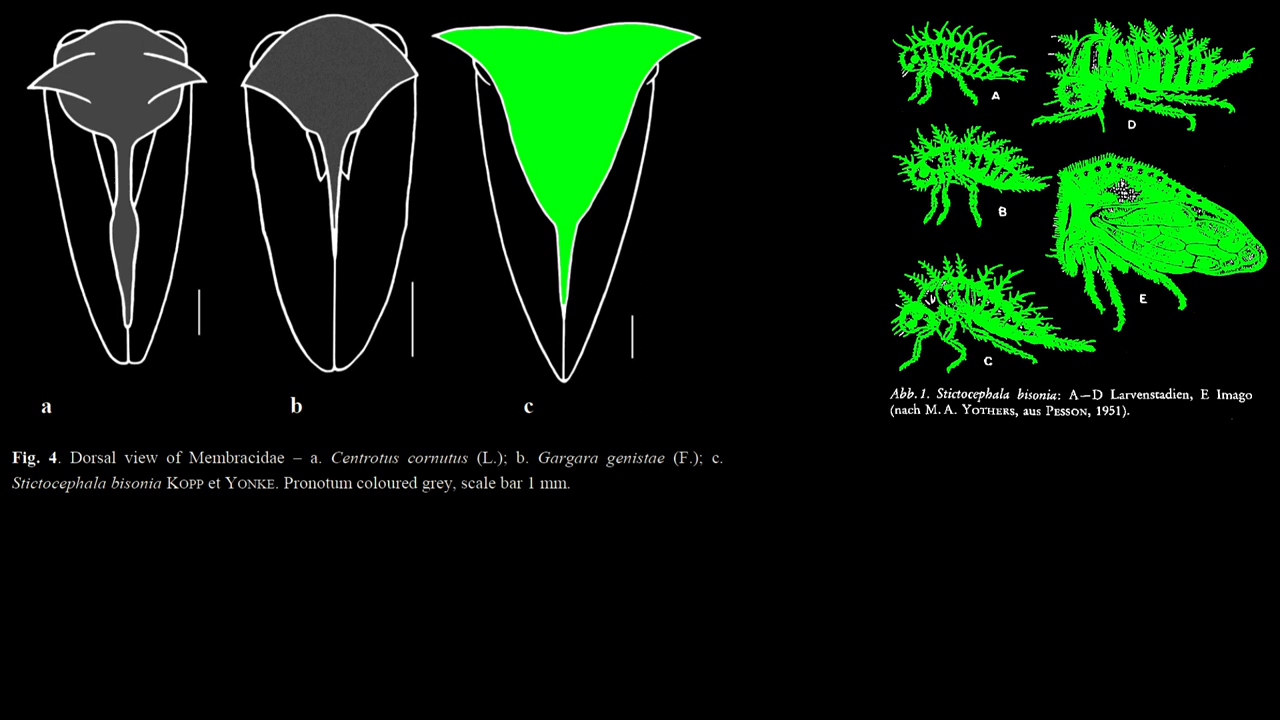 a
b
c
Fig. 4. Dorsal view of Membracidae – a. Centrotus cornutus (L.); b. Gargara genistae (F.); c.
Stictocephala bisonia KOPP et YONKE. Pronotum coloured grey, scale bar 1 mm.
A
D
B
E
C
Abb. 1. Stictocephala bisonia: A—D Larvenstadien, E Imago
(nach M. A. YOTHERS, aus PESSON, 1951).